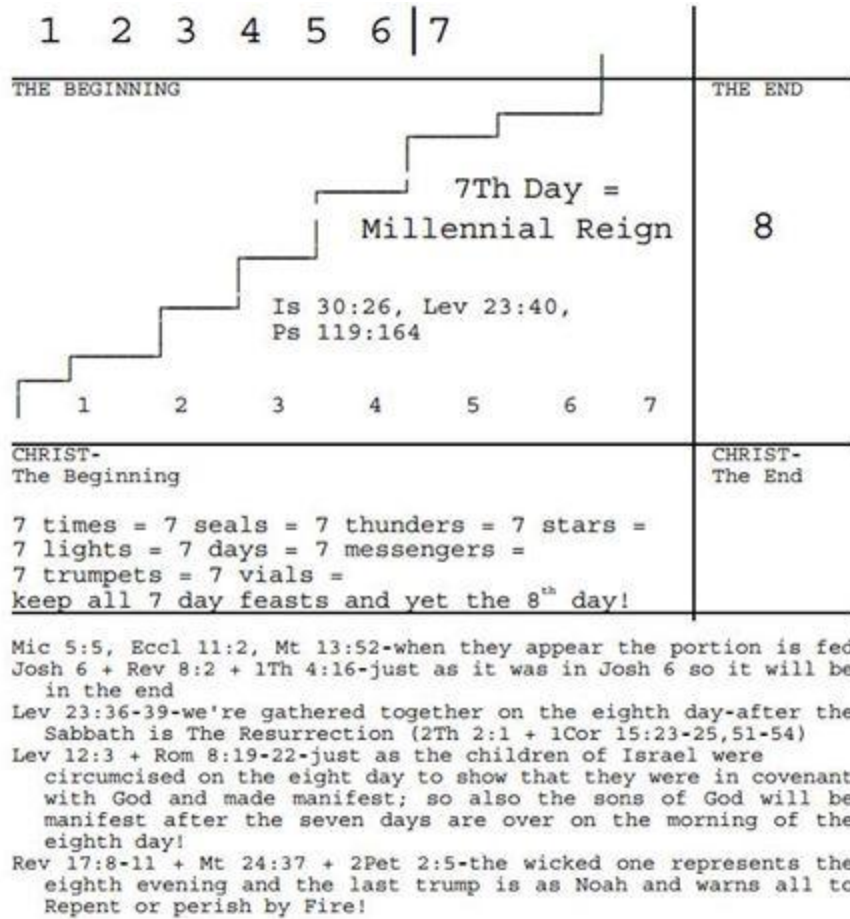 1 2 3 4 5 6 7
THE BEGINNING
THE END
7Th Day =
Millennial Reign
8
Is 30:26, Lev 23:40,
Ps 119:164
1 2 3 4 5 6 7
CHRIST-
The Beginning
CHRIST-
The End
7 times = 7 seals = 7 thunders = 7 stars =
7 lights = 7 days = 7 messengers =
7 trumpets = 7 vials =
keep all 7 day feasts and yet the 8th day!
Mic 5:5, Eccl 11:2, Mt 13:52-when they appear the portion is fed
Josh 6 + Rev 8:2 + 1Th 4:16-just as it was in Josh 6 so it will be
in the end
Lev 23:36-39-we're gathered together on the eighth day-after the
Sabbath is The Resurrection (2Th 2:1 + 1Cor 15:23-25,51-54)
Lev 12:3 + Rom 8:19-22-just as the children of Israel were
circumcised on the eight day to show that they were in covenant
with God and made manifest; so also the sons of God will be
manifest after the seven days are over on the morning of the
eighth day!
Rev 17:8-11 + Mt 24:37 + 2Pet 2:5-the wicked one represents the
eighth evening and the last trump is as Noah and warns all to
Repent or perish by Fire!